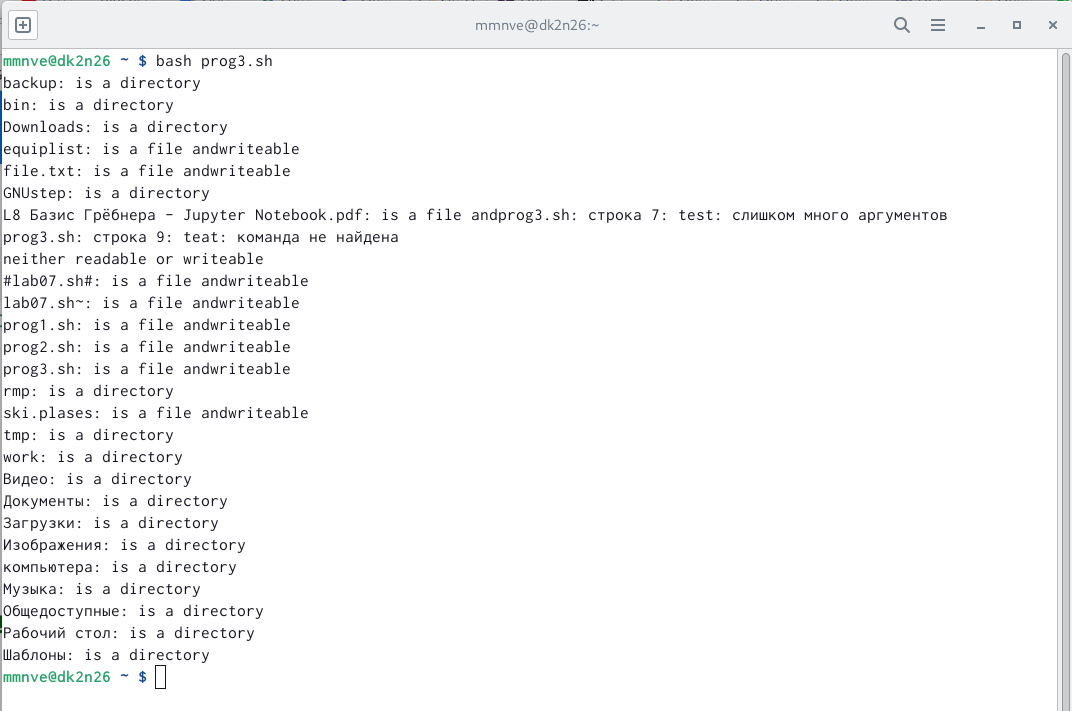 mmnve@dk2n26:~
mmnve@dk2n26 ~ $ bash prog3.sh
backup: is a directory
bin: is a directory
Downloads: is a directory
equiplist: is a file andwriteable
file.txt: is a file andwriteable
GNUstep: is a directory
L8 Базис Грёбнера – Jupyter Notebook.pdf: is a file andprog3.sh: строка 7: test: слишком много аргументов
prog3.sh: строка 9: teat: команда не найдена
neither readable or writeable
#lab07.sh#: is a file andwriteable
lab07.sh~: is a file andwriteable
prog1.sh: is a file andwriteable
prog2.sh: is a file andwriteable
prog3.sh: is a file andwriteable
rmp: is a directory
ski.plases: is a file andwriteable
tmp: is a directory
work: is a directory
Видео: is a directory
Документы: is a directory
Загрузки: is a directory
Изображения: is a directory
компьютера: is a directory
Музыка: is a directory
Общедоступные: is a directory
Рабочий стол: is a directory
Шаблоны: is a directory
mmnve@dk2n26 ~ $